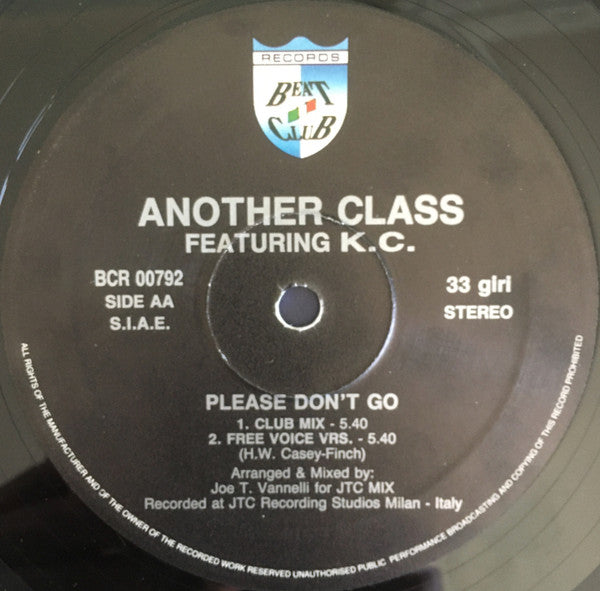 RECORDS
BEAT
CLUB
ANOTHER CLASS
FEATURING K.C.
BCR 00792
SIDE AA
S.I.A.E.
33 giri
STEREO
PLEASE DON'T GO
1. CLUB MIX - 5.40
2. FREE VOICE VRS. - 5.40
(H.W. Casey-Finch)
Arranged & Mixed by:
Joe T. Vannelli for JTC MIX
Recorded at JTC Recording Studios Milan - Italy
ALL RIGHTS OF THE MANUFACTURER AND OF THE OWNER OF THE RECORDED WORK RESERVED UNAUTHORISED PUBLIC PERFORMANCE BROADCASTING AND COPYING OF THIS RECORD PROHIBITED